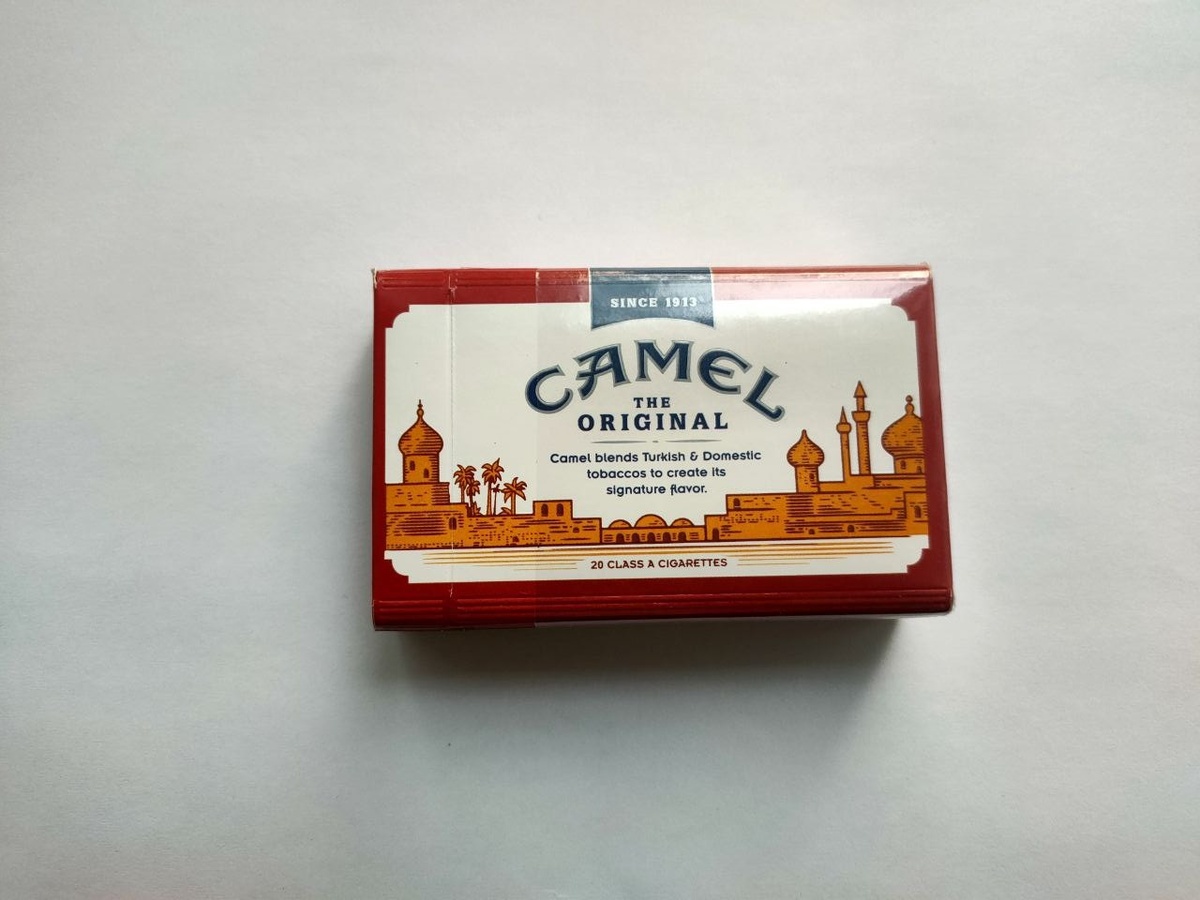 SINCE 1913
CAMEL
THE
ORIGINAL
Camel blends Turkish & Domestic
tobaccos to create its
signature flavor.
20 CLASS A CIGARETTES